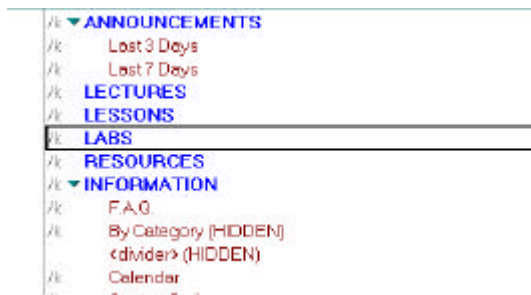 /k ANNOUNCEMENTS
/k Last 3 Days
/k Last 7 Days
/k LECTURES
/k LESSONS
/k LABS
/k RESOURCES
/k INFORMATION
/k F.A.Q.
/k By Category (HIDDEN)
<divider> (HIDDEN)
/k Calendar